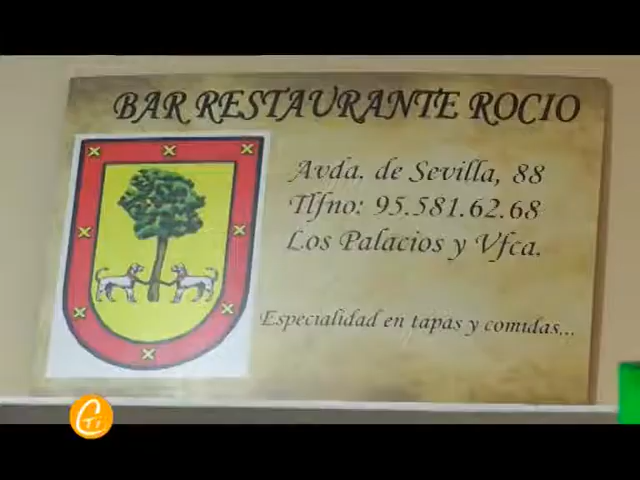 BAR RESTAURANTE ROCIO
Avda. de Sevilla, 88
Tlfno: 95.581.62.68
Los Palacios y Vfca.
Especialidad en tapas y comidas...
CTi